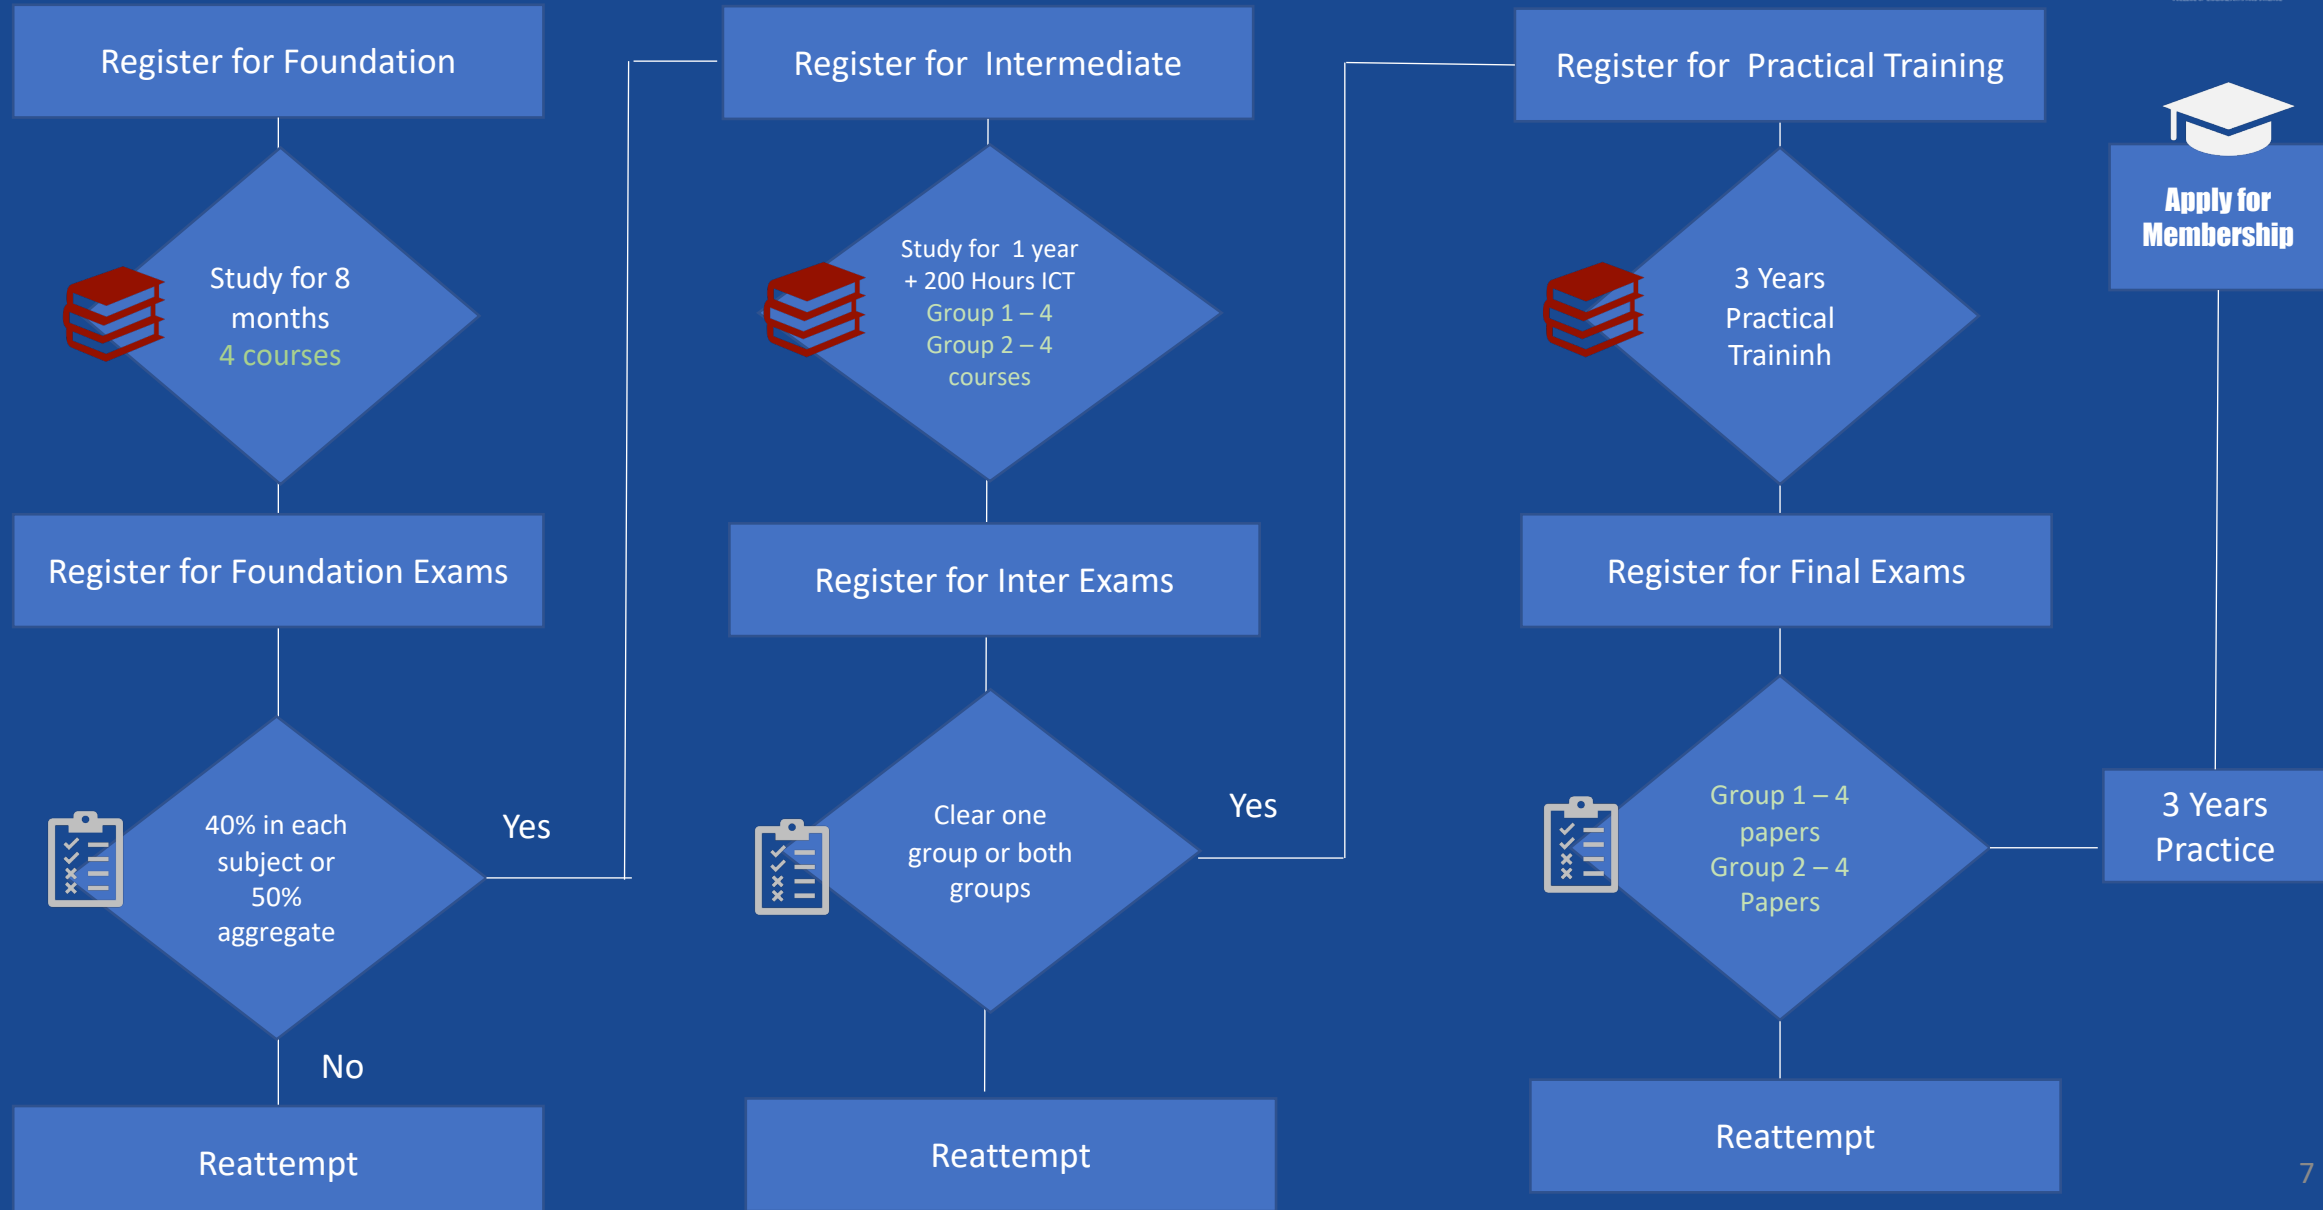 Register for Foundation
Study for 8
months
4 courses
Register for Foundation Exams
40% in each
subject or
50%
aggregate
Yes
No
Reattempt
Register for Intermediate
Study for 1 year
+ 200 Hours ICT
Group 1 – 4
Group 2 – 4
courses
Register for Inter Exams
Clear one
group or both
groups
Yes
Reattempt
Register for Practical Training
3 Years
Practical
Traininh
Register for Final Exams
Group 1 – 4
papers
Group 2 – 4
Papers
Reattempt
3 Years
Practice
Apply for
Membership
7